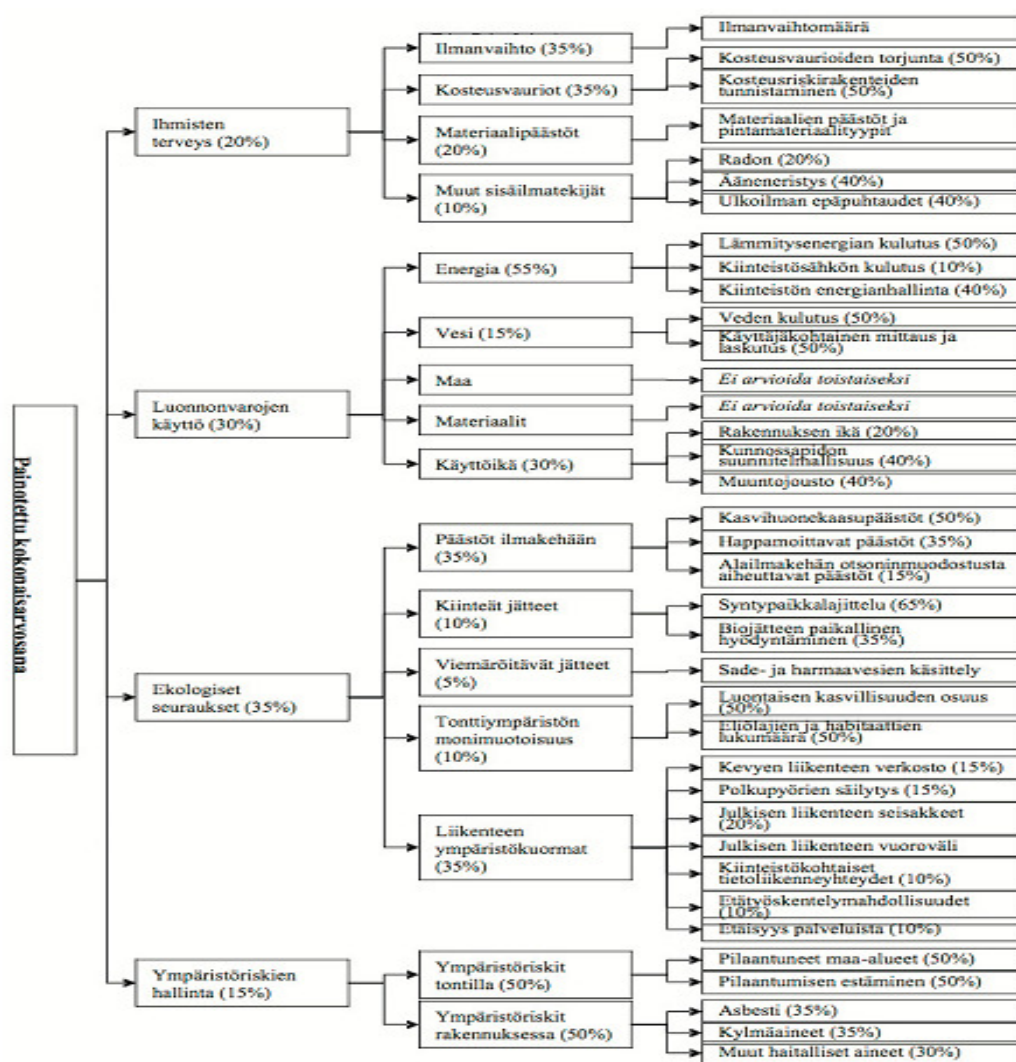 Painotettu kokonaisarvosana
Ihmisten
terveys (20%)
Ilmanvaihto (35%)
Ilmanvaihtomäärä
Kosteusvauriot (35%)
Kosteusvaurioiden torjunta (50%)
Kosteusriskirakenteiden
tunnistaminen (50%)
Materiaalipäästöt
(20%)
Materiaalien päästöt ja
pintamateriaalityypit
Muut sisäilmatekijät
(10%)
Radon (20%)
Ääneneristys (40%)
Ulkoilman epäpuhtaudet (40%)
Luonnonvarojen
käyttö (30%)
Energia (55%)
Lämmitysenergian kulutus (50%)
Kiinteistösähkön kulutus (10%)
Kiinteistön energianhallinta (40%)
Vesi (15%)
Veden kulutus (50%)
Käyttäjäkohtainen mittaus ja
laskutus (50%)
Maa
Ei arvioida toistaiseksi
Materiaalit
Ei arvioida toistaiseksi
Käyttöikä (30%)
Rakennuksen ikä (20%)
Kunnossapidon
suunnitelmallisuus (40%)
Muuntojousto (40%)
Ekologiset
seuraukset (35%)
Päästöt ilmakehään
(35%)
Kasvihuonekaasupäästöt (50%)
Happamoittavat päästöt (35%)
Alailmakehän otsoninmuodostusta
aiheuttavat päästöt (15%)
Kiinteät jätteet
(10%)
Syntypaikkalajittelu (65%)
Biojätteen paikallinen
hyödyntäminen (35%)
Viemäröitävät jätteet
(5%)
Sade- ja harmaavesien käsittely
Tonttiympäristön
monimuotoisuus
(10%)
Luontaisen kasvillisuuden osuus
(50%)
Eliölajien ja habitaattien
lukumäärä (50%)
Liikenteen
ympäristökuormat
(35%)
Kevyen liikenteen verkosto (15%)
Polkupyörien säilytys (15%)
Julkisen liikenteen seisakkeet
(20%)
Julkisen liikenteen vuoroväli
Kiinteistökohtaiset
tietoliikenneyhteydet (10%)
Etätyöskentelymahdollisuudet
(10%)
Etäisyys palveluista (10%)
Ympäristöriskien
hallinta (15%)
Ympäristöriskit
tontilla (50%)
Pilaantuneet maa-alueet (50%)
Pilaantumisen estäminen (50%)
Ympäristöriskit
rakennuksessa (50%)
Asbesti (35%)
Kylmäaineet (35%)
Muut haitalliset aineet (30%)